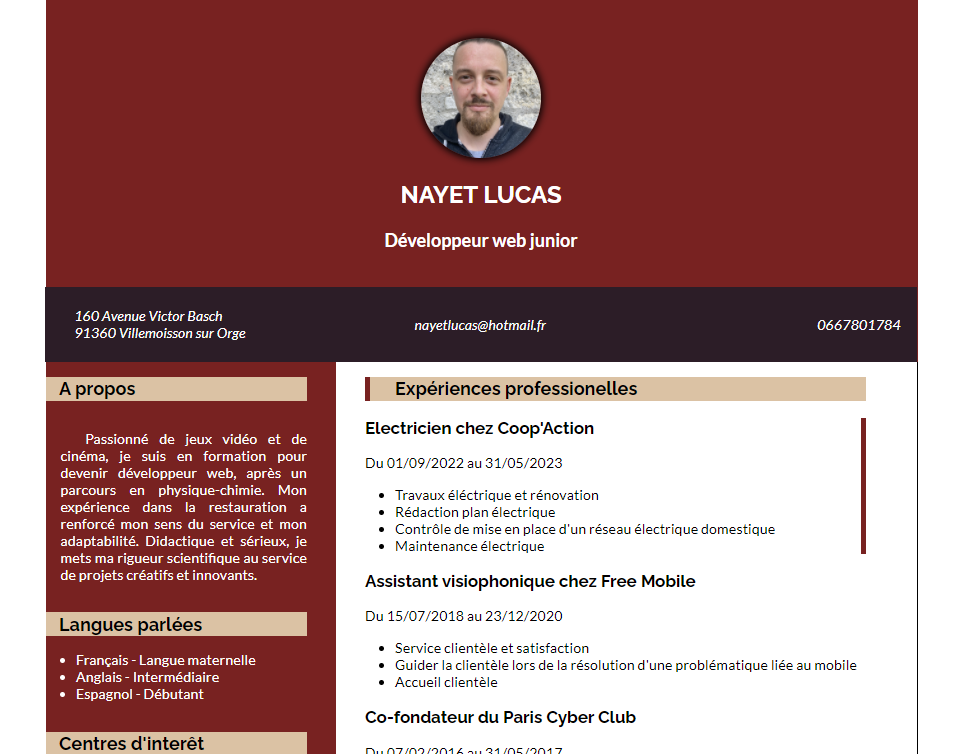 NAYET LUCAS
Développeur web junior
160 Avenue Victor Basch
91360 Villemoisson sur Orge
nayetlucas@hotmail.fr
0667801784
A propos
Passionné de jeux vidéo et de
cinéma, je suis en formation pour
devenir développeur web, après un
parcours en physique-chimie. Mon
expérience dans la restauration a
renforcé mon sens du service et mon
adaptabilité. Didactique et sérieux, je
mets ma rigueur scientifique au service
de projets créatifs et innovants.
Langues parlées
Français - Langue maternelle
Anglais - Intermédiaire
Espagnol - Débutant
Centres d'interêt
Expériences professionelles
Electricien chez Coop'Action
Du 01/09/2022 au 31/05/2023
Travaux éléctrique et rénovation
Rédaction plan électrique
Contrôle de mise en place d'un réseau électrique domestique
Maintenance électrique
Assistant visiophonique chez Free Mobile
Du 15/07/2018 au 23/12/2020
Service clientèle et satisfaction
Guider la clientèle lors de la résolution d'une problématique liée au mobile
Accueil clientèle
Co-fondateur du Paris Cyber Club
Du 07/02/2016 au 31/05/2017